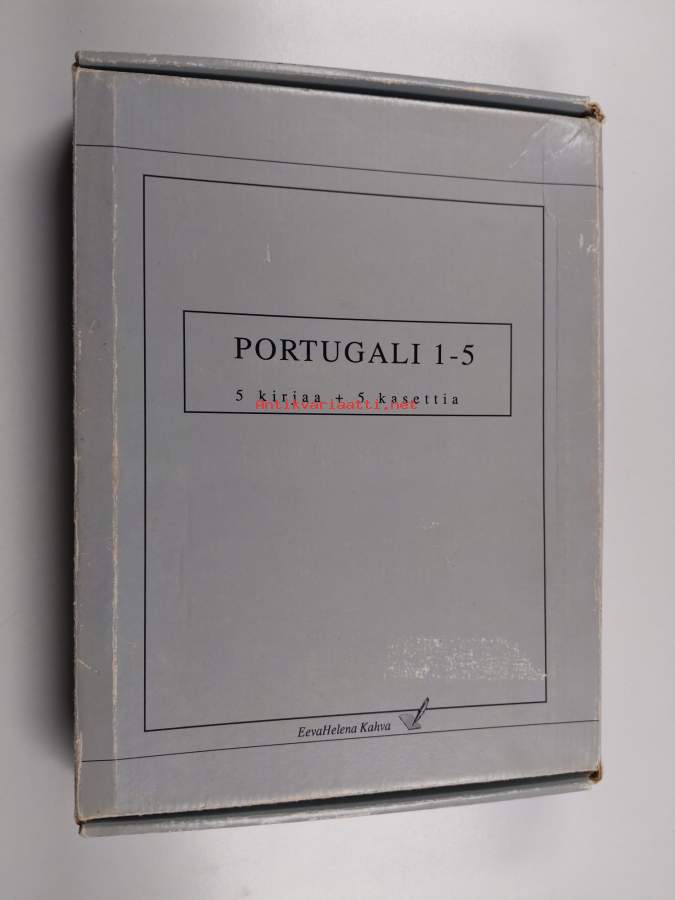 PORTUGALI 1-5
5 kirjaa + 5 kasettia
Antikvariaatti.net
EevaHelena Kahva